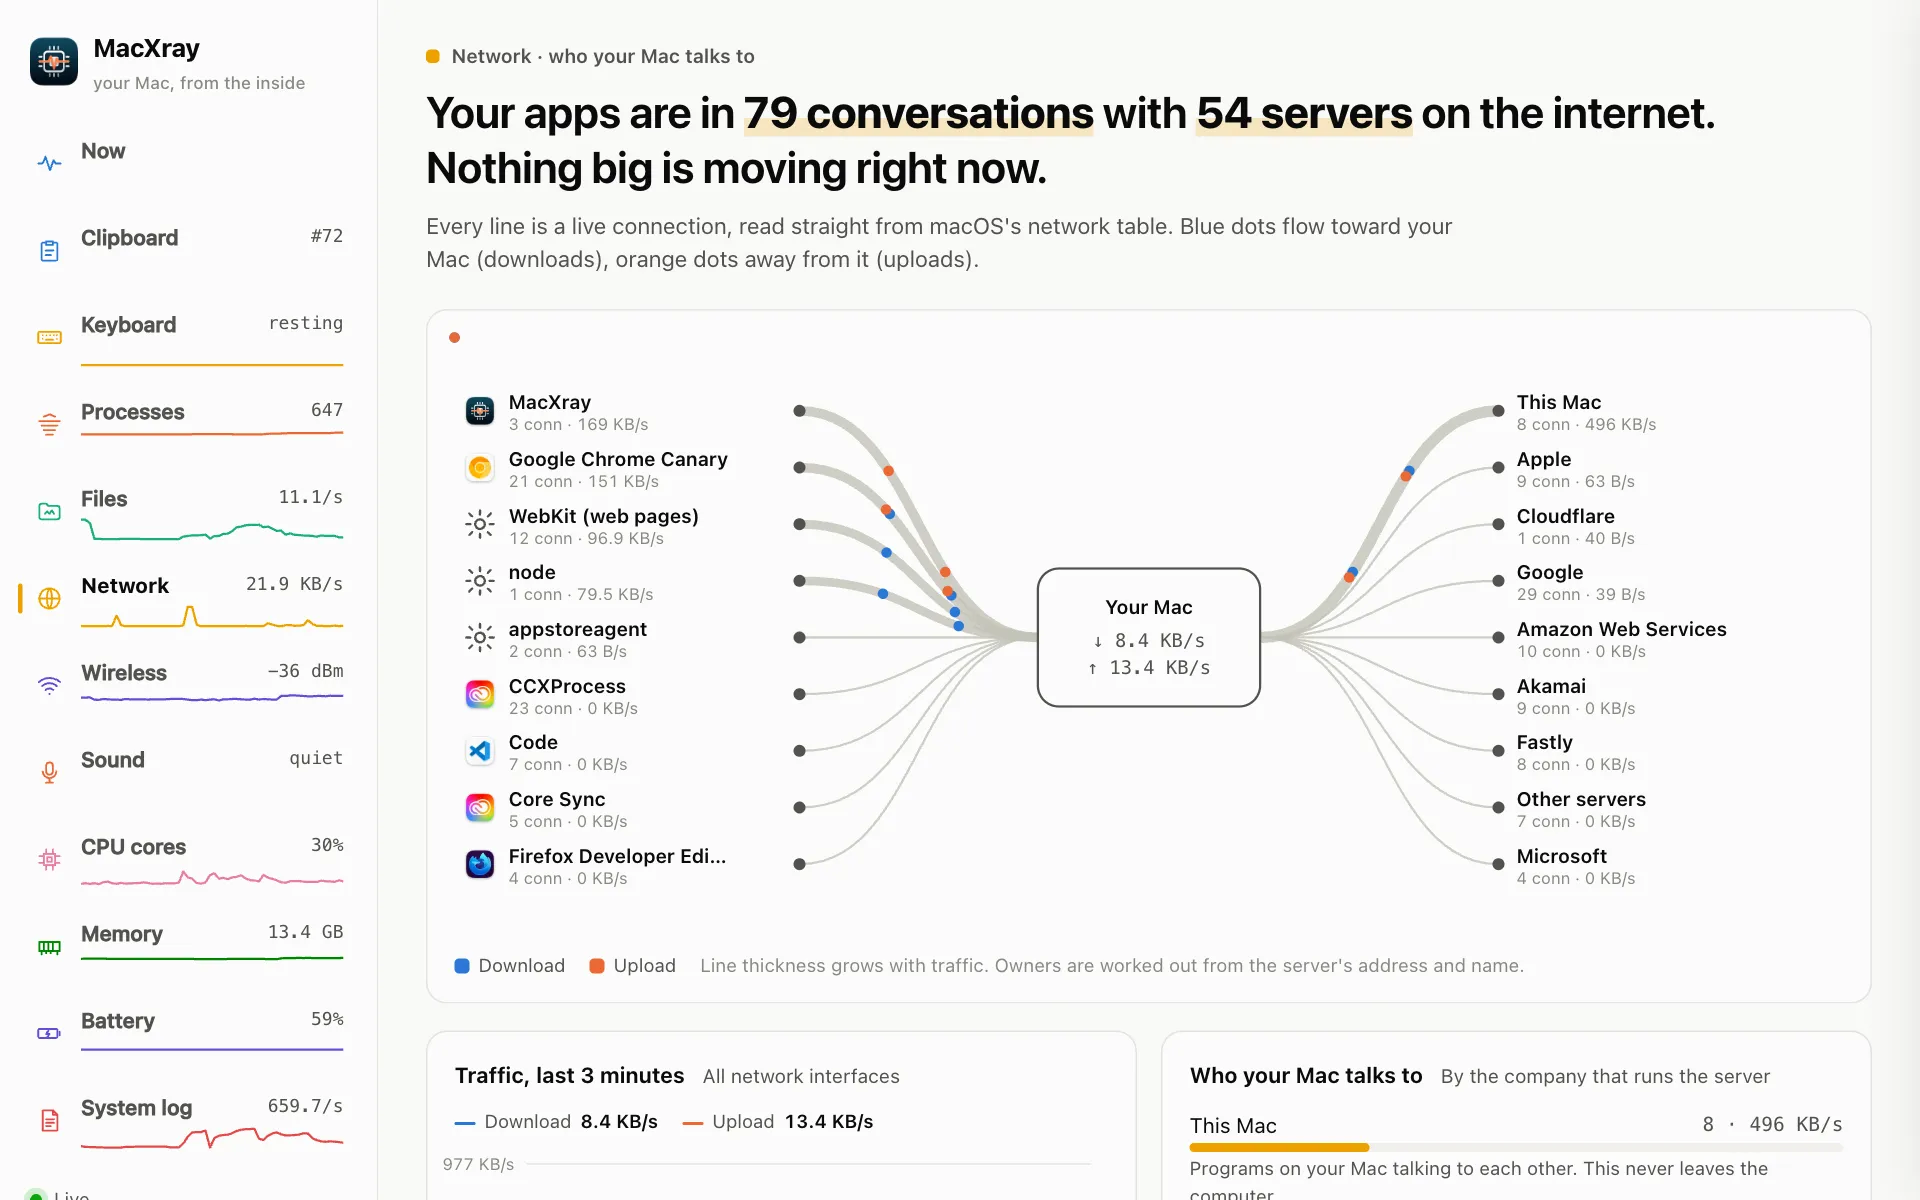 MacXray
your Mac, from the inside
Now
Clipboard #72
Keyboard resting
Processes 647
Files 11.1/s
Network 21.9 KB/s
Wireless −36 dBm
Sound quiet
CPU cores 30%
Memory 13.4 GB
Battery 59%
System log 659.7/s
Live
Network · who your Mac talks to
Your apps are in 79 conversations with 54 servers on the internet.
Nothing big is moving right now.
Every line is a live connection, read straight from macOS's network table. Blue dots flow toward your
Mac (downloads), orange dots away from it (uploads).
MacXray
3 conn · 169 KB/s
Google Chrome Canary
21 conn · 151 KB/s
WebKit (web pages)
12 conn · 96.9 KB/s
node
1 conn · 79.5 KB/s
appstoreagent
2 conn · 63 B/s
CCXProcess
23 conn · 0 KB/s
Code
7 conn · 0 KB/s
Core Sync
5 conn · 0 KB/s
Firefox Developer Edi...
4 conn · 0 KB/s
Your Mac
↓ 8.4 KB/s
↑ 13.4 KB/s
This Mac
8 conn · 496 KB/s
Apple
9 conn · 63 B/s
Cloudflare
1 conn · 40 B/s
Google
29 conn · 39 B/s
Amazon Web Services
10 conn · 0 KB/s
Akamai
9 conn · 0 KB/s
Fastly
8 conn · 0 KB/s
Other servers
7 conn · 0 KB/s
Microsoft
4 conn · 0 KB/s
Download Upload Line thickness grows with traffic. Owners are worked out from the server's address and name.
Traffic, last 3 minutes All network interfaces
Download 8.4 KB/s Upload 13.4 KB/s
977 KB/s
Who your Mac talks to By the company that runs the server
This Mac 8 · 496 KB/s
Programs on your Mac talking to each other. This never leaves the
computer.